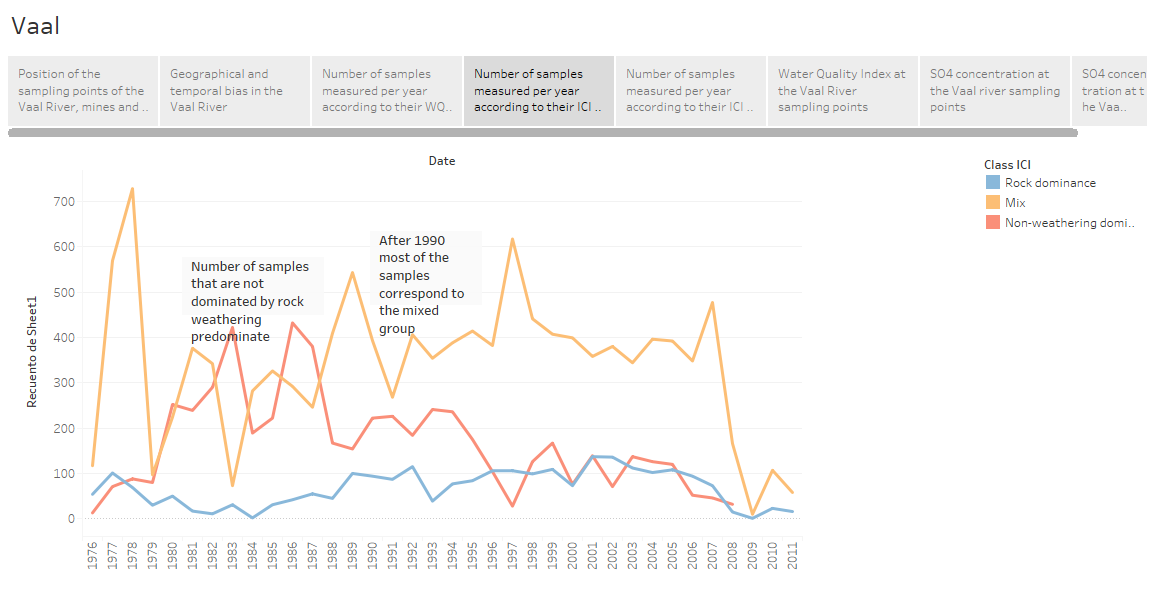 Vaal
Position of the
sampling points of the
Vaal River, mines and ..
Geographical and
temporal bias in the
Vaal River
Number of samples
measured per year
according to their WQ..
Number of samples
measured per year
according to their ICI ..
Number of samples
measured per year
according to their ICI ..
Water Quality Index at
the Vaal River
sampling points
SO4 concentration at
the Vaal river sampling
points
SO4 concen
tration at t
he Vaa..
Date
Class ICI
Rock dominance
Mix
Non-weathering domi..
Recuento de Sheet1
700
600
500
400
300
200
100
0
Number of samples
that are not
dominated by rock
weathering
predominate
After 1990
most of the
samples
correspond to
the mixed
group
1976
1977
1978
1979
1980
1981
1982
1983
1984
1985
1986
1987
1988
1989
1990
1991
1992
1993
1994
1995
1996
1997
1998
1999
2000
2001
2002
2003
2004
2005
2006
2007
2008
2009
2010
2011